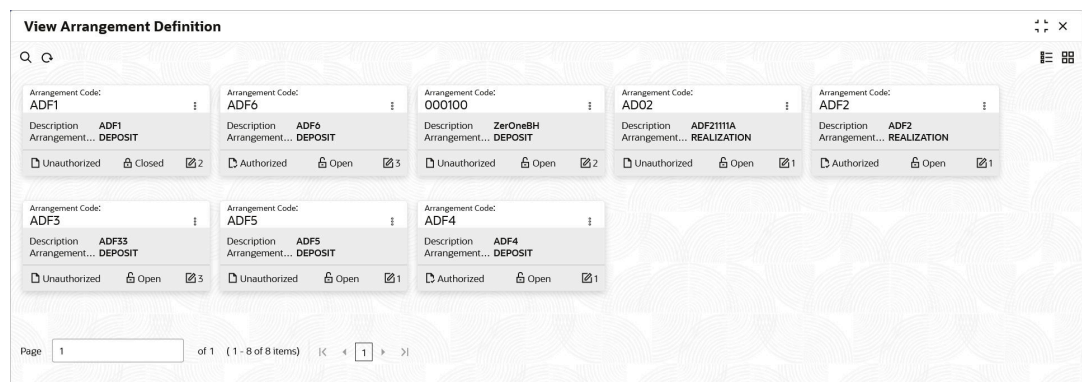 View Arrangement Definition
Arrangement Code:
ADF1
Description ADF1
Arrangement... DEPOSIT
Unauthorized Closed 2
Arrangement Code:
ADF6
Description ADF6
Arrangement... DEPOSIT
Authorized Open 3
Arrangement Code:
000100
Description ZerOneBH
Arrangement... DEPOSIT
Unauthorized Open 2
Arrangement Code:
AD02
Description ADF21111A
Arrangement... REALIZATION
Unauthorized Open 1
Arrangement Code:
ADF2
Description ADF2
Arrangement... REALIZATION
Authorized Open 1
Arrangement Code:
ADF3
Description ADF33
Arrangement... DEPOSIT
Unauthorized Open 3
Arrangement Code:
ADF5
Description ADF5
Arrangement... DEPOSIT
Unauthorized Open 1
Arrangement Code:
ADF4
Description ADF4
Arrangement... DEPOSIT
Authorized Open 1
Page 1 of 1 (1 - 8 of 8 items) 1